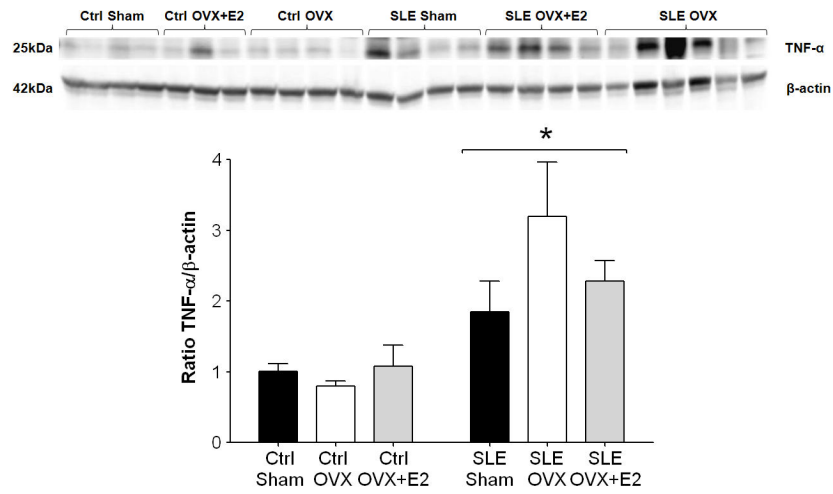 Ctrl Sham Ctrl OVX+E2 Ctrl OVX SLE Sham SLE OVX+E2 SLE OVX
25kDa TNF-α
42kDa β-actin
*
4
3
2
1
0
Ratio TNF-α/β-actin
Ctrl Ctrl Ctrl SLE SLE SLE
Sham OVX OVX+E2 Sham OVX OVX+E2